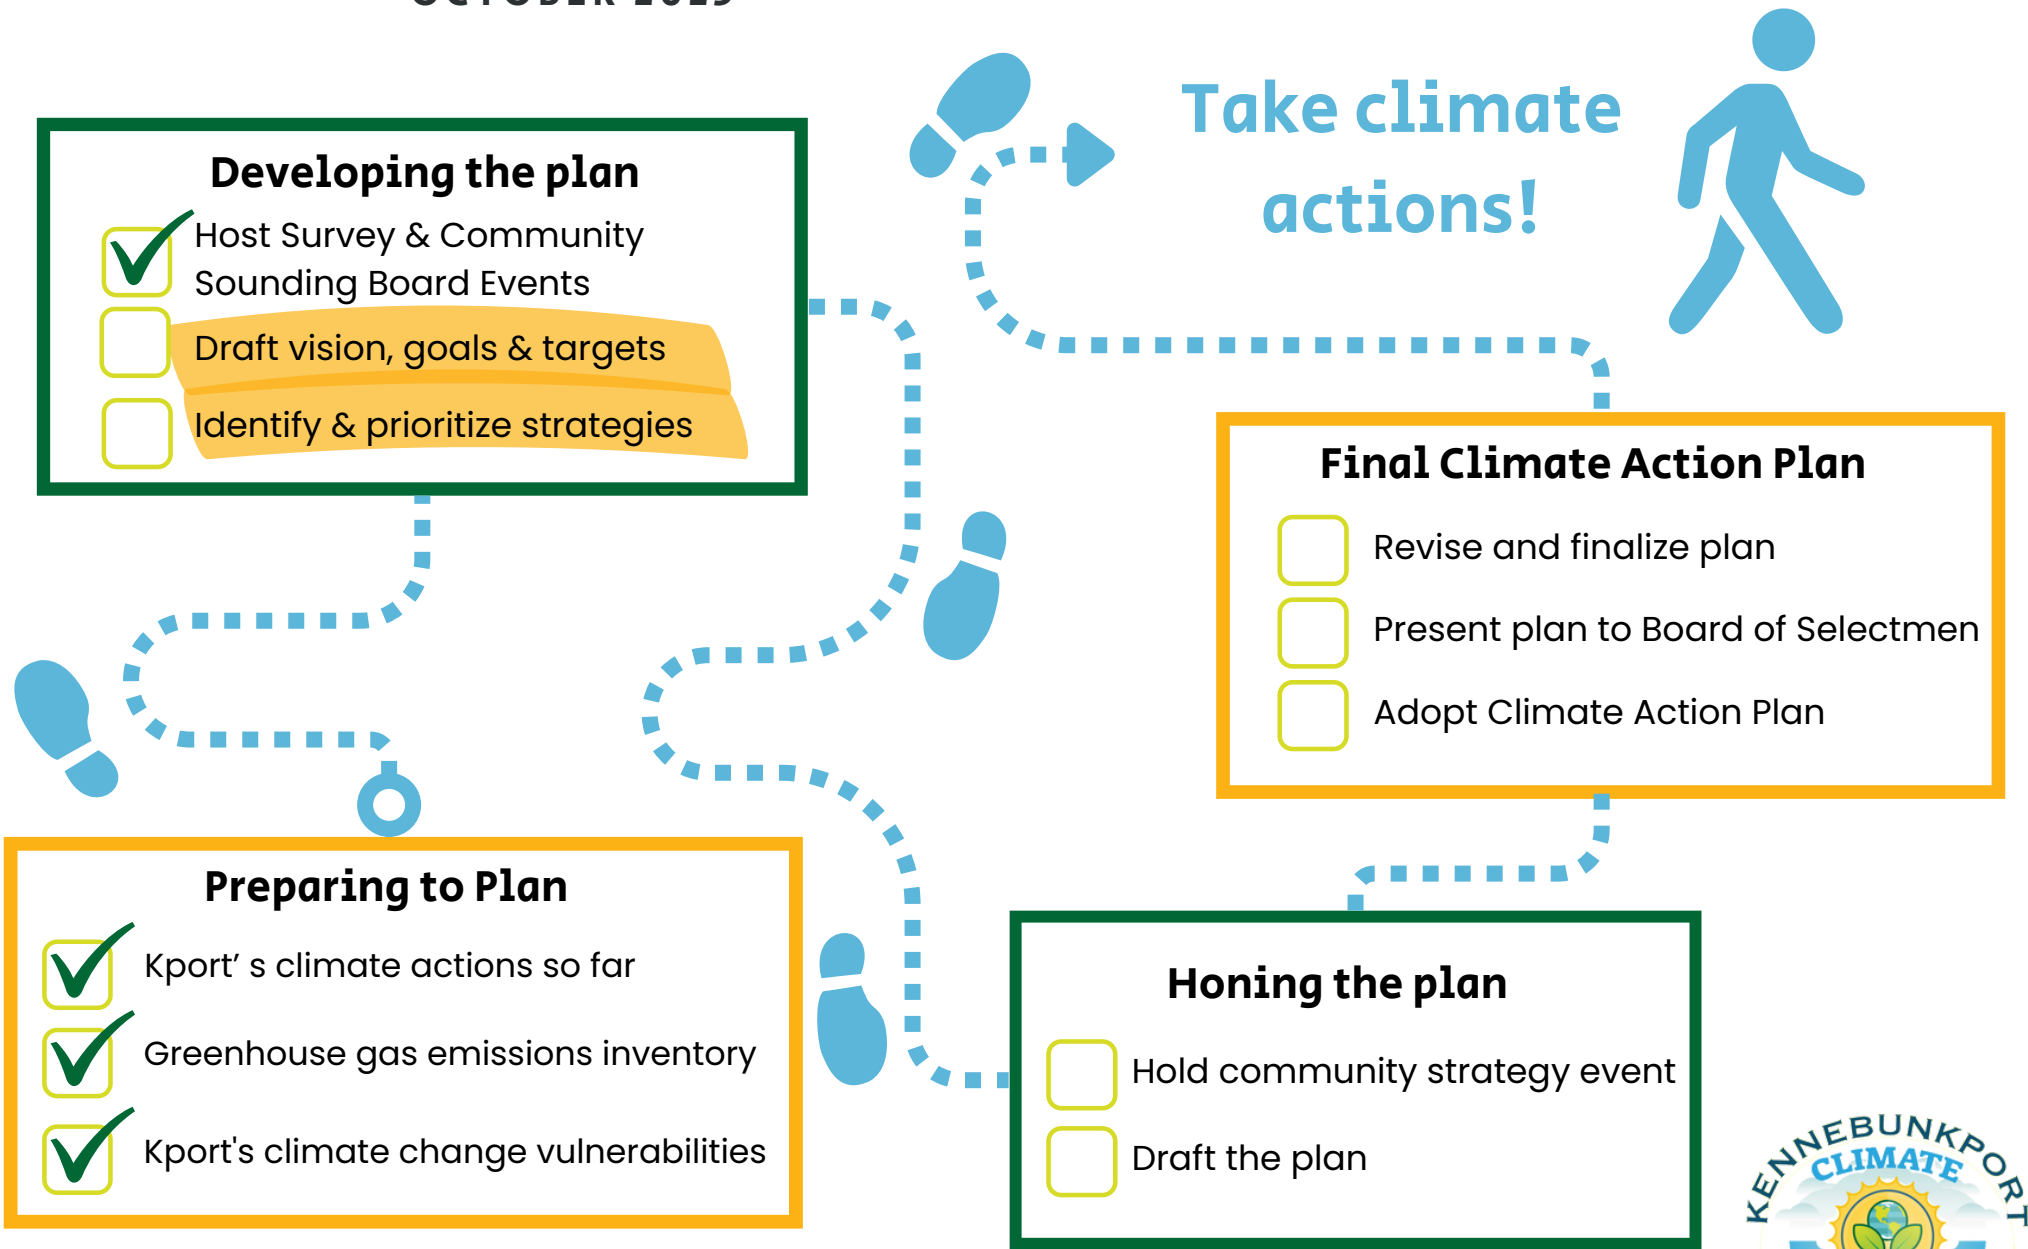 Take climate
actions!
Developing the plan
Host Survey & Community
Sounding Board Events
Draft vision, goals & targets
Identify & prioritize strategies
Final Climate Action Plan
Revise and finalize plan
Present plan to Board of Selectmen
Adopt Climate Action Plan
Preparing to Plan
Kport’ s climate actions so far
Greenhouse gas emissions inventory
Kport's climate change vulnerabilities
Honing the plan
Hold community strategy event
Draft the plan
KENNEBUNKPORT
CLIMATE